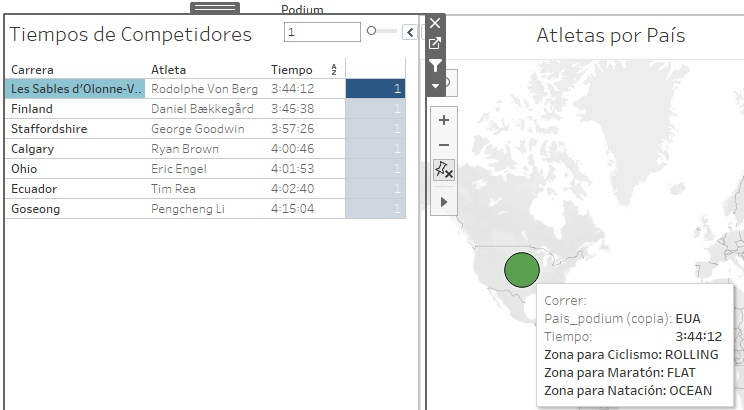 Podium
Tiempos de Competidores
1
Carrera Atleta Tiempo
Les Sables d'Olonne-V.. Rodolphe Von Berg 3:44:12 1
Finland Daniel Bækkegård 3:45:38 1
Staffordshire George Goodwin 3:57:26 1
Calgary Ryan Brown 4:00:46 1
Ohio Eric Engel 4:01:53 1
Ecuador Tim Rea 4:02:40 1
Goseong Pengcheng Li 4:15:04 1
Atletas por País
Correr:
Pais_podium (copia): EUA
Tiempo: 3:44:12
Zona para Ciclismo: ROLLING
Zona para Maratón: FLAT
Zona para Natación: OCEAN